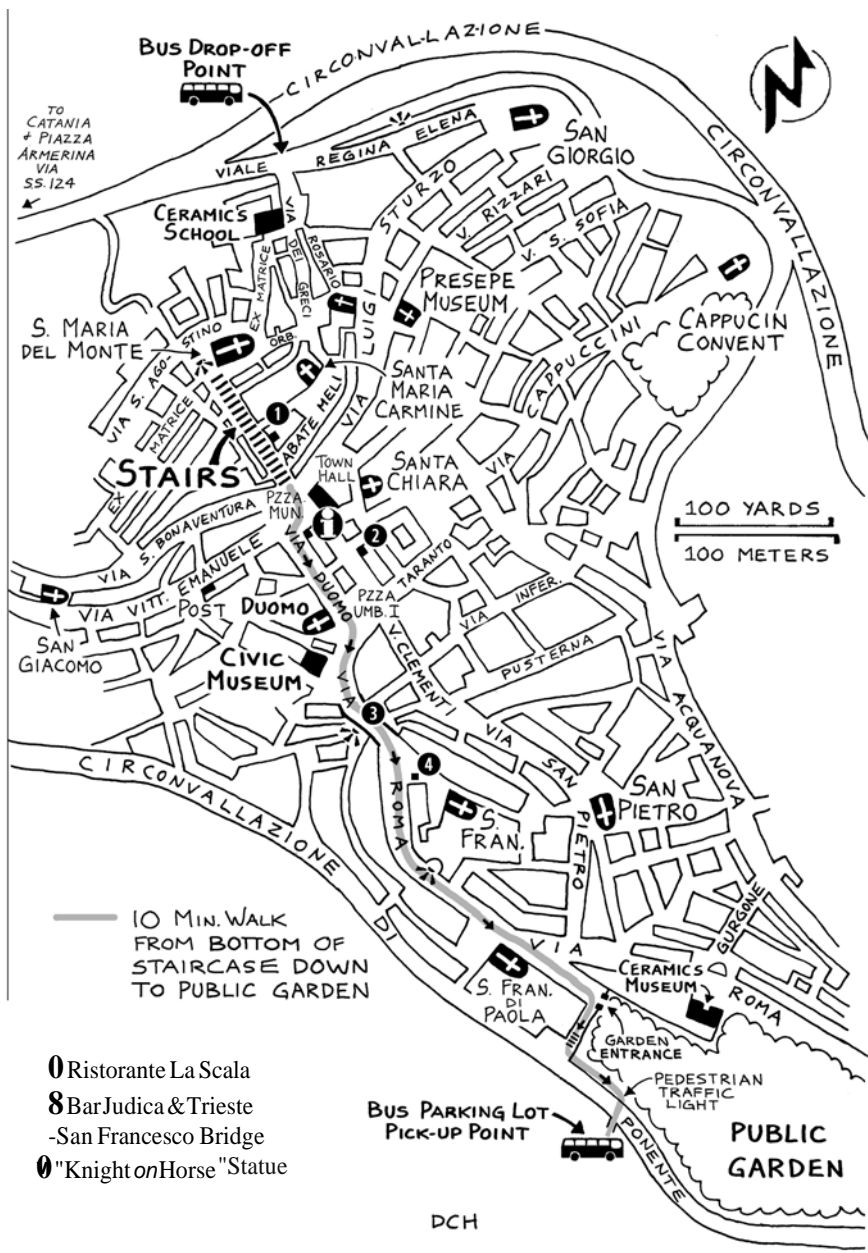 BUS DROP-OFF
POINT
CIRCONVALLAZIONE
CIRCONVALLAZIONE
N
TO
CATANIA
& PIAZZA
ARMERINA
VIA
S.S. 124
VIALE REGINA ELENA
SAN
GIORGIO
CERAMICS
SCHOOL
VIA
DEI
GRECI
ROSARIO
EX MATRICE
STURZO
LUIGI
VIA
V. RIZZARI
V. S. SOFIA
PRESEPE
MUSEUM
CAPPUCCINI
VIA
CAPPUCIN
CONVENT
S. MARIA
DEL MONTE
VIA S. AGOSTINO
ORB.
SANTA
MARIA
CARMINE
EX MATRICE
1
ABATE MELI
STAIRS
TOWN
HALL
SANTA
CHIARA
PZZA.
MUN.
i
2
100 YARDS
100 METERS
VIA S. BONAVENTURA
VIA VITT. EMANUELE
POST
VIA DUOMO
DUOMO
PZZA
UMB. I
TARANTO
VIA INFER.
PUSTERNA
SAN
GIACOMO
CIVIC
MUSEUM
V. CLEMENTI
VIA ACQUANOVA
VIA
ROMA
3
4
VIA
SAN
PIETRO
SAN
PIETRO
S.
FRAN.
CIRCONVALLAZIONE
DI
PONENTE
10 MIN. WALK
FROM BOTTOM OF
STAIRCASE DOWN
TO PUBLIC GARDEN
GURGONE
VIA
ROMA
CERAMICS
MUSEUM
S. FRAN.
DI
PAOLA
GARDEN
ENTRANCE
PEDESTRIAN
TRAFFIC
LIGHT
BUS PARKING LOT
PICK-UP POINT
PUBLIC
GARDEN
0 Ristorante La Scala
8 Bar Judica & Trieste
-San Francesco Bridge
0 "Knight on Horse" Statue
DCH